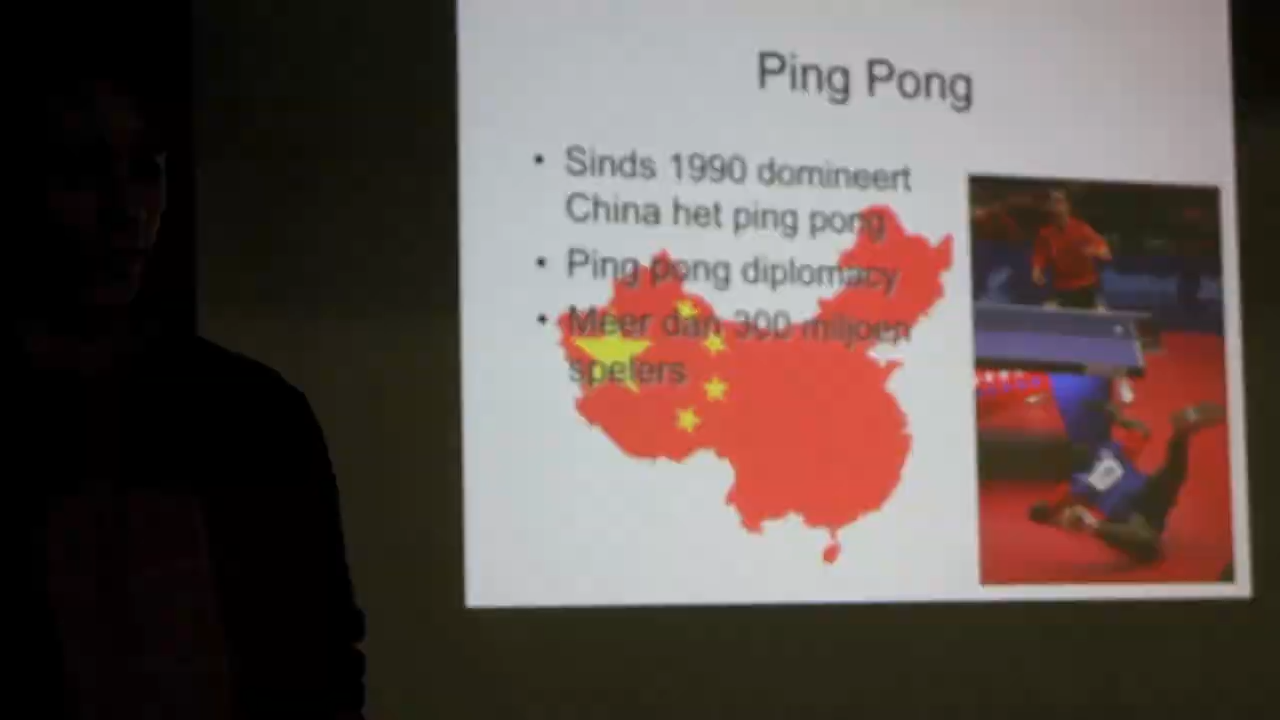 Ping Pong
• Sinds 1990 domineert
China het ping pong
• Ping pong diplomacy
• Meer dan 300 miljoen
spelers